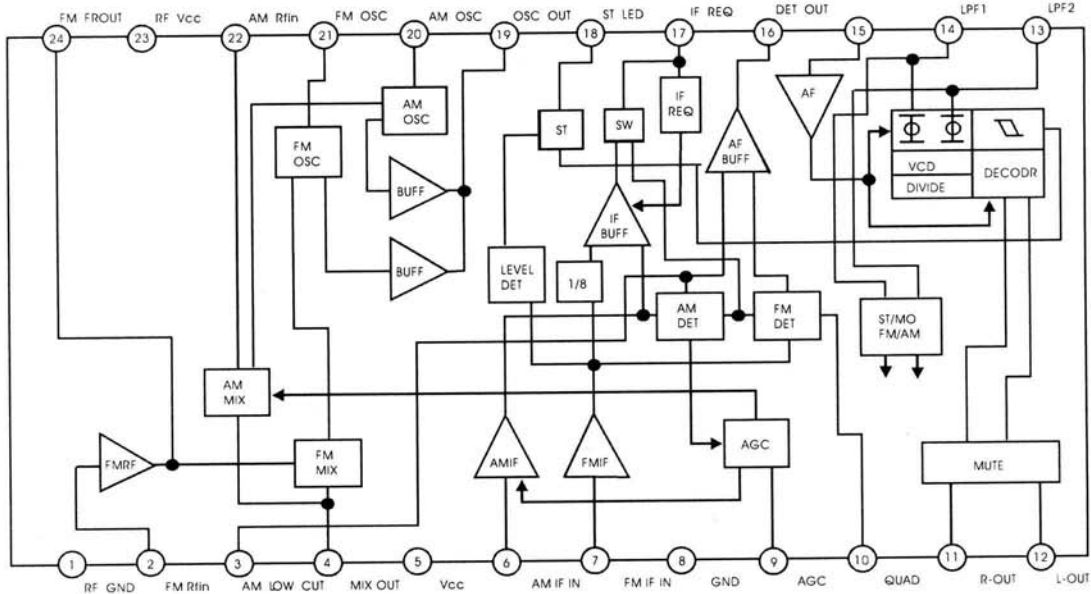 FM FROUT
RF Vcc
AM Rfin
FM OSC
AM OSC
OSC OUT
ST LED
IF REQ
DET OUT
LPF1
LPF2
24
23
22
21
20
19
18
17
16
15
14
13
AM
OSC
FM
OSC
ST
SW
IF
REQ
AF
BUFF
AF
VCD
DIVIDE
DECODR
BUFF
BUFF
IF
BUFF
LEVEL
DET
1/8
AM
DET
FM
DET
ST/MO
FM/AM
AM
MIX
FMRF
FM
MIX
AMIF
FMIF
AGC
MUTE
1
2
3
4
5
6
7
8
9
10
11
12
RF GND
FM Rfin
AM LOW CUT
MIX OUT
Vcc
AM IF IN
FM IF IN
GND
AGC
QUAD
R-OUT
L-OUT